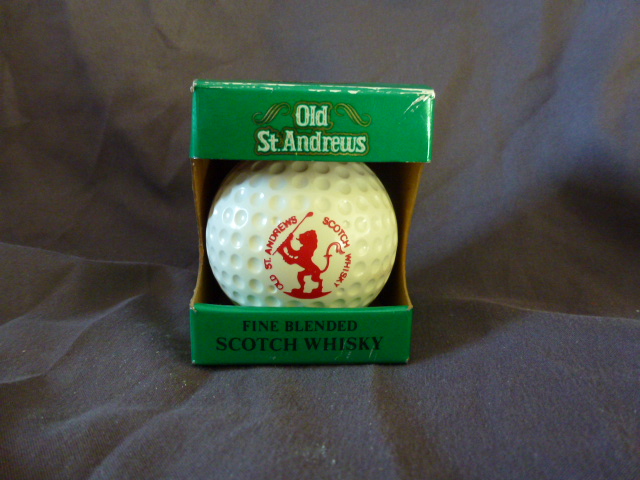 Old
St. Andrews
OLD ST. ANDREWS SCOTCH WHISKY
FINE BLENDED
SCOTCH WHISKY